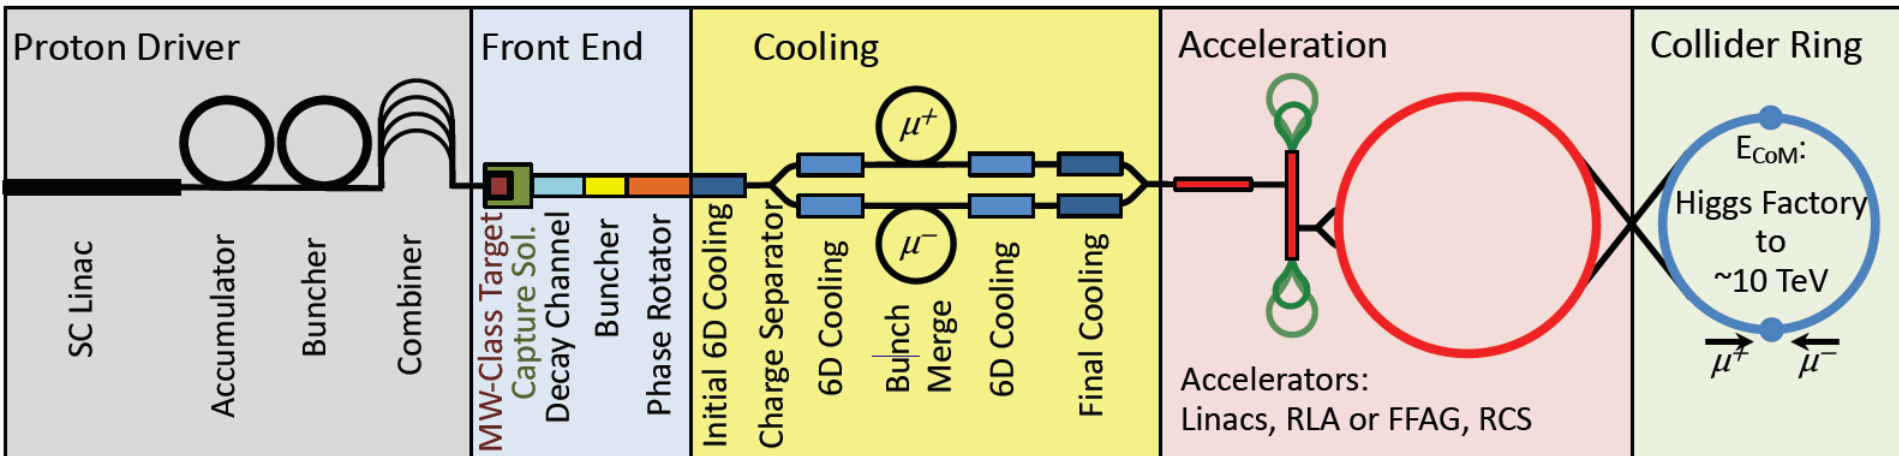 Proton Driver
SC Linac
Accumulator
Buncher
Combiner
Front End
MW-Class Target
Capture Sol.
Decay Channel
Buncher
Phase Rotator
Cooling
μ+
μ−
Initial 6D Cooling
Charge Separator
6D Cooling
Bunch
Merge
6D Cooling
Final Cooling
Acceleration
Accelerators:
Linacs, RLA or FFAG, RCS
Collider Ring
ECoM:
Higgs Factory
to
~10 TeV
μ+ μ−